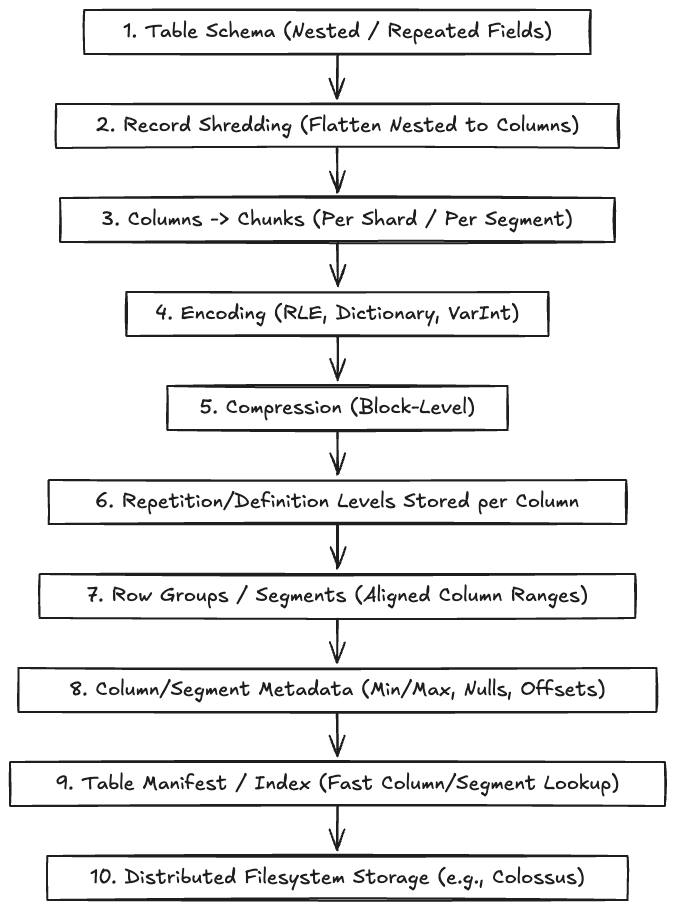 1. Table Schema (Nested / Repeated Fields)
2. Record Shredding (Flatten Nested to Columns)
3. Columns -> Chunks (Per Shard / Per Segment)
4. Encoding (RLE, Dictionary, VarInt)
5. Compression (Block-Level)
6. Repetition/Definition Levels Stored per Column
7. Row Groups / Segments (Aligned Column Ranges)
8. Column/Segment Metadata (Min/Max, Nulls, Offsets)
9. Table Manifest / Index (Fast Column/Segment Lookup)
10. Distributed Filesystem Storage (e.g., Colossus)